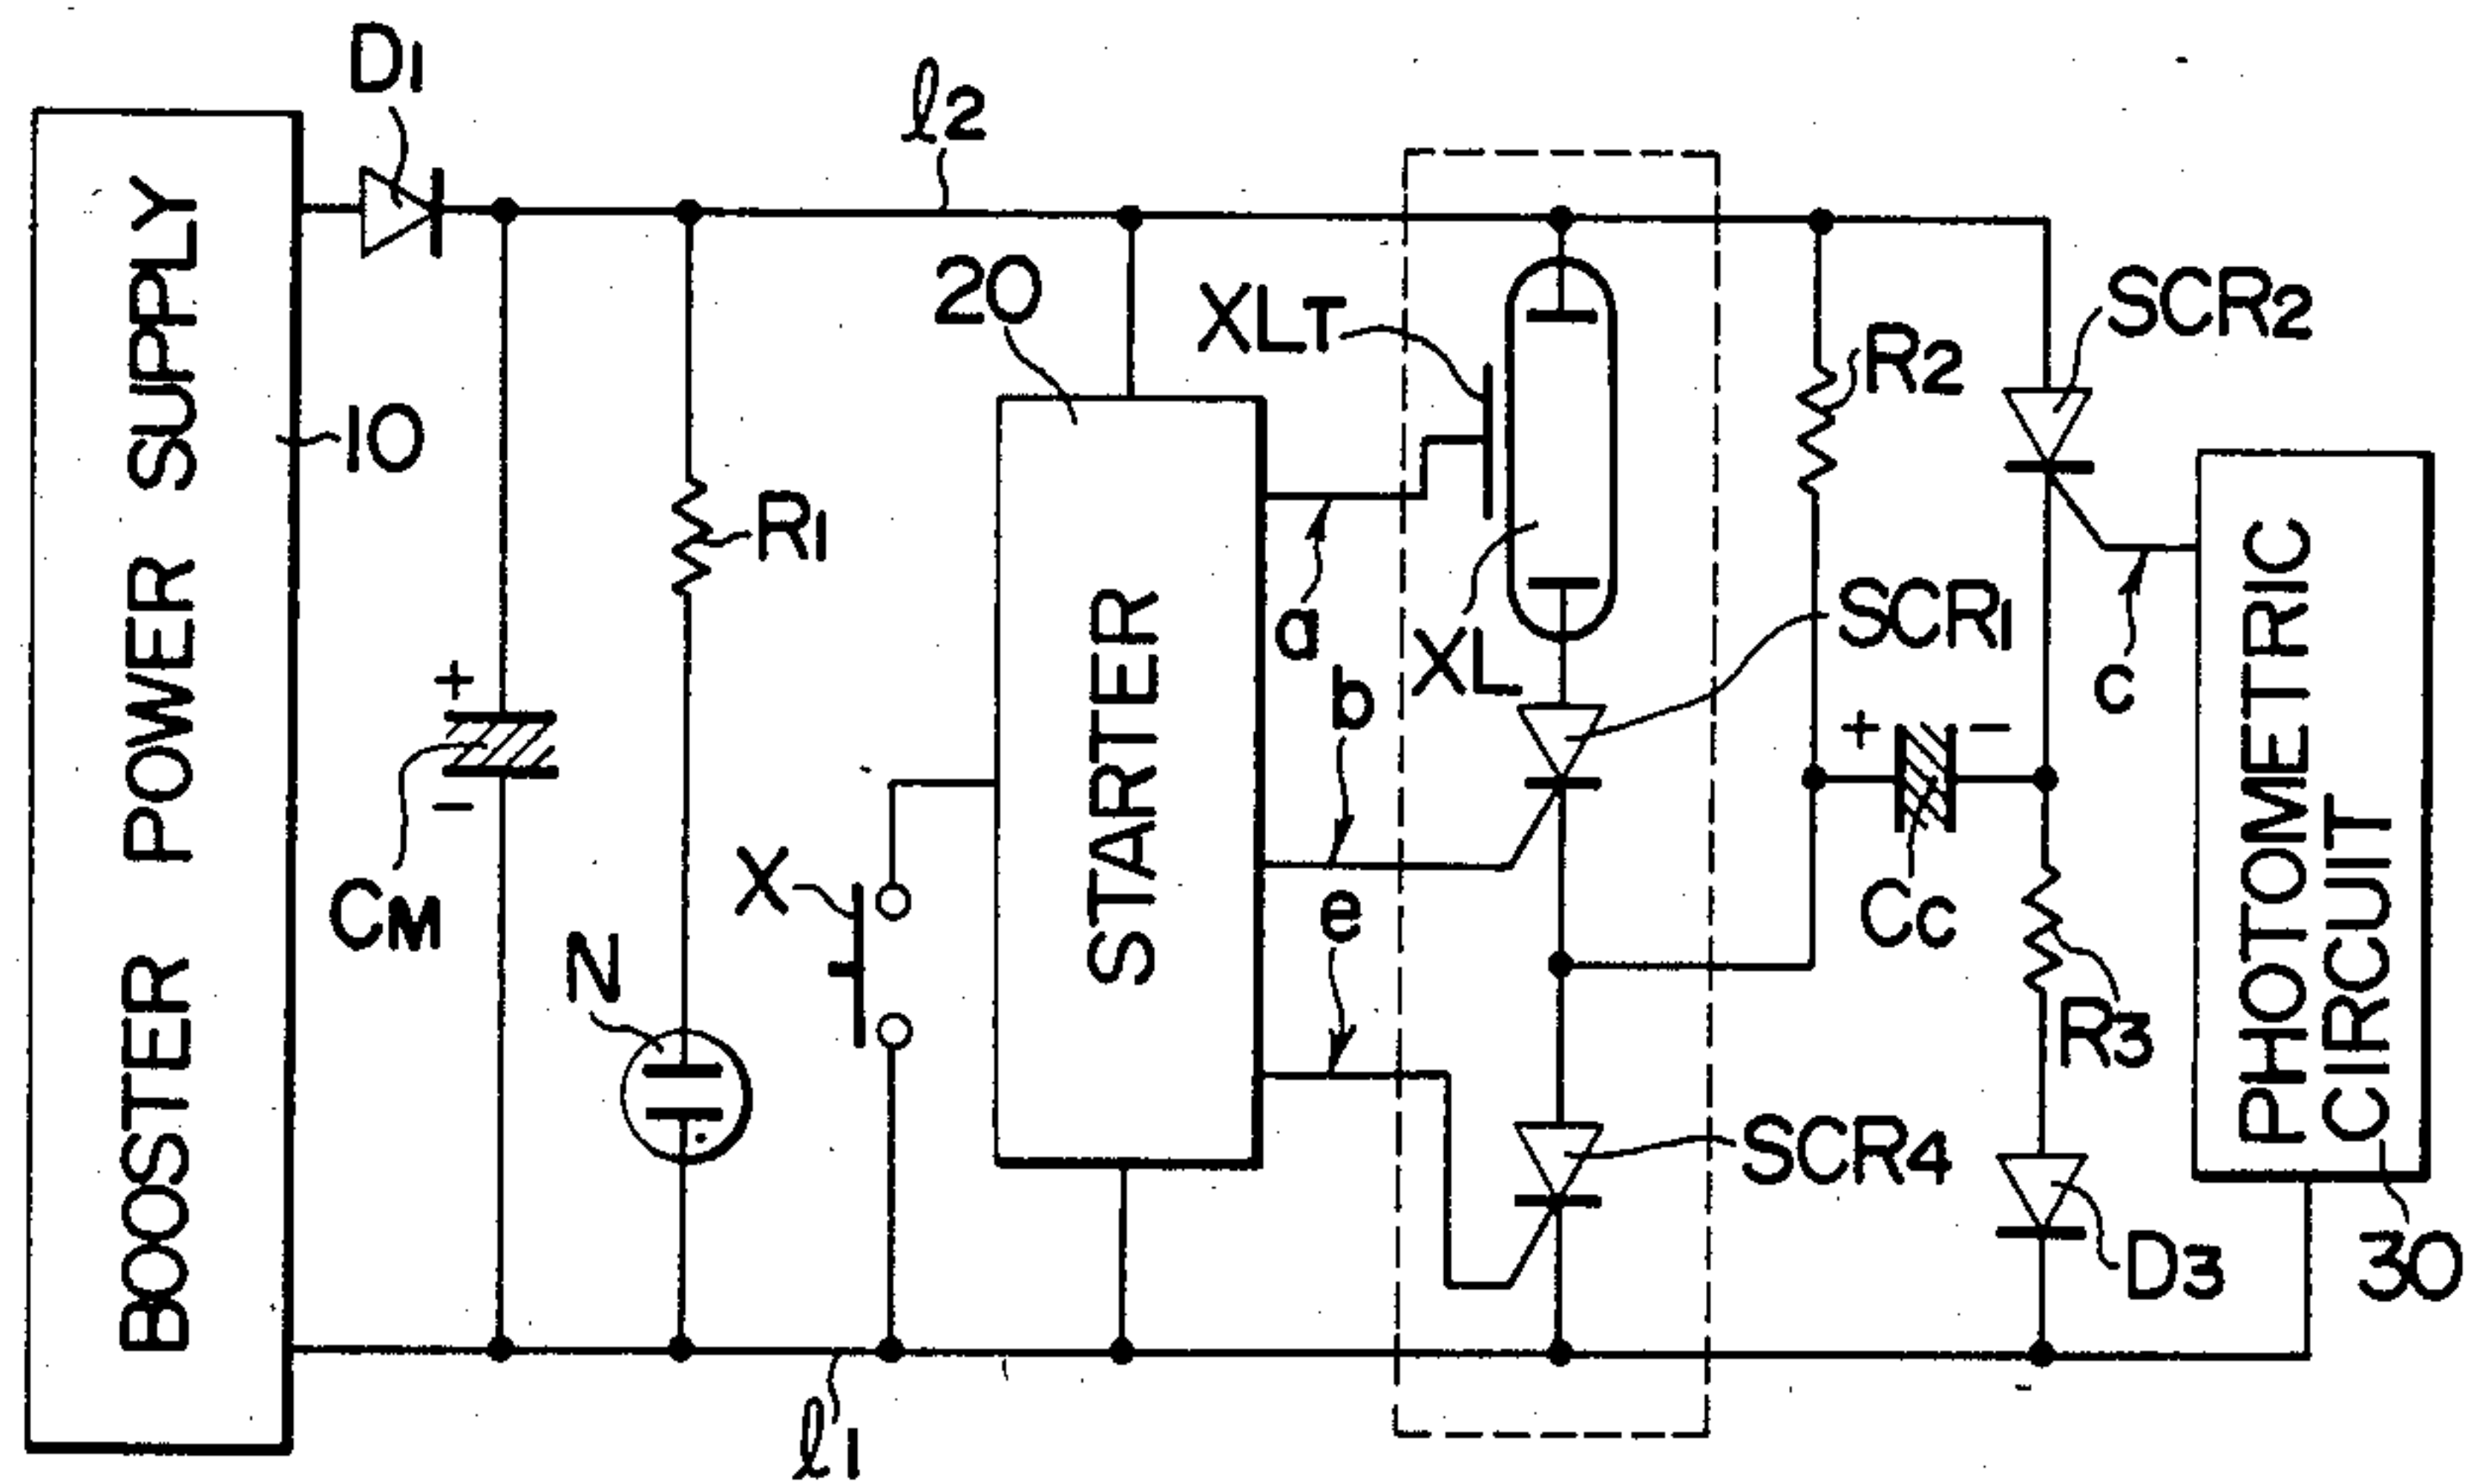 D1
l2
BOOSTER POWER SUPPLY
10
20
XLT
SCR2
R2
R1
STARTER
a
XL
SCR1
b
c
PHOTOMETRIC
CIRCUIT
+
-
CM
+
-
CC
X
N
e
R3
SCR4
D3
30
l1